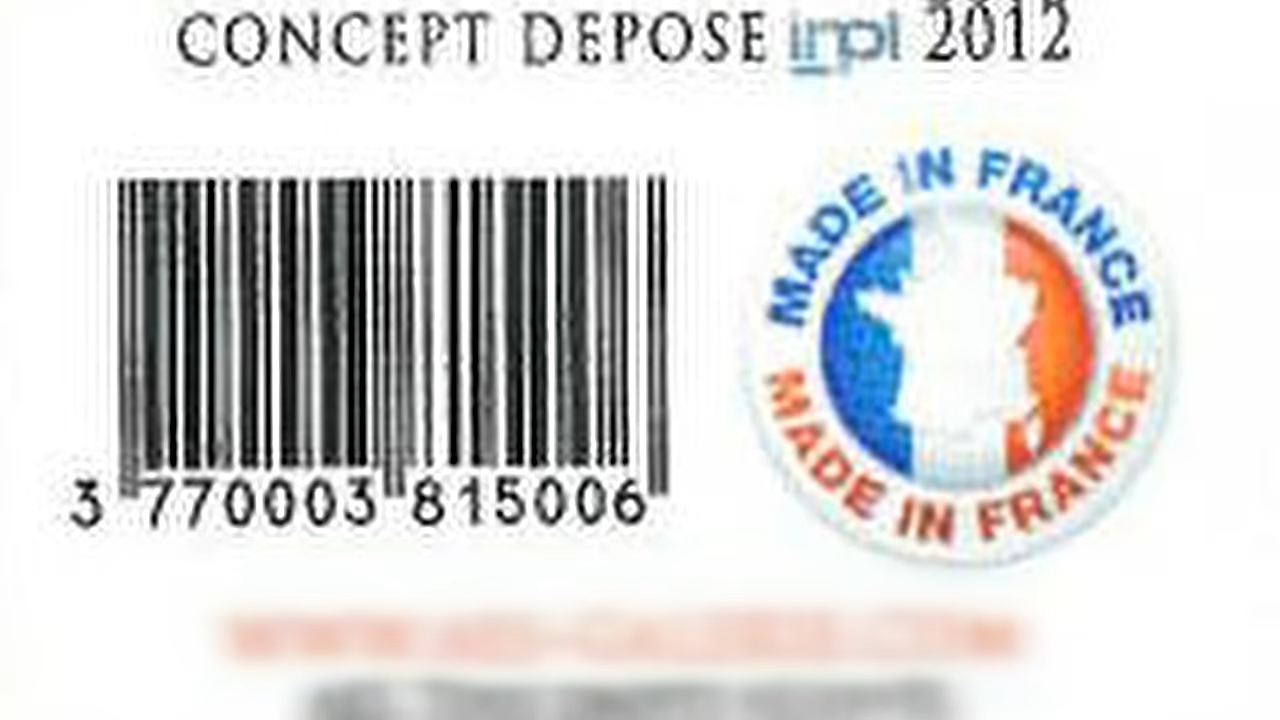 CONCEPT DEPOSE inpi 2012
MADE IN FRANCE
MADE IN FRANCE
3 770003 815006